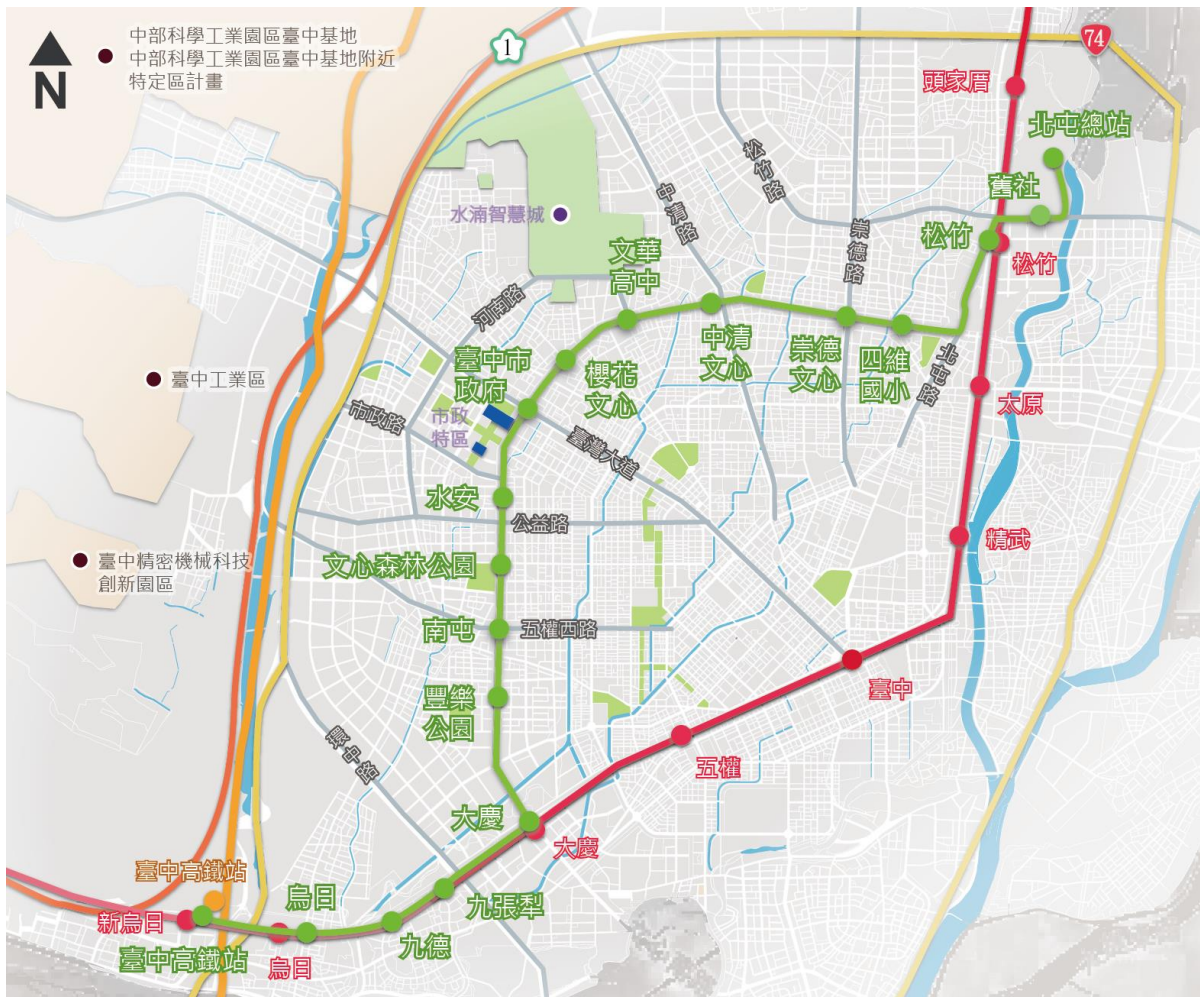 中部科學工業園區臺中基地
中部科學工業園區臺中基地附近
特定區計畫
N
1
74
頭家厝
北屯總站
舊社
松竹
松竹
松竹路
中清路
崇德路
水湳智慧城
文華
高中
河南路
中清
文心
崇德
文心
四維
國小
北屯路
臺中市
政府
櫻花
文心
太原
臺中工業區
市政路
市政
特區
臺灣大道
水安
公益路
精武
臺中精密機械科技
創新園區
文心森林公園
南屯
五權西路
豐樂
公園
臺中
五權
環中路
大慶
大慶
臺中高鐵站
新烏日
烏日
九張犁
九德
臺中高鐵站
烏日